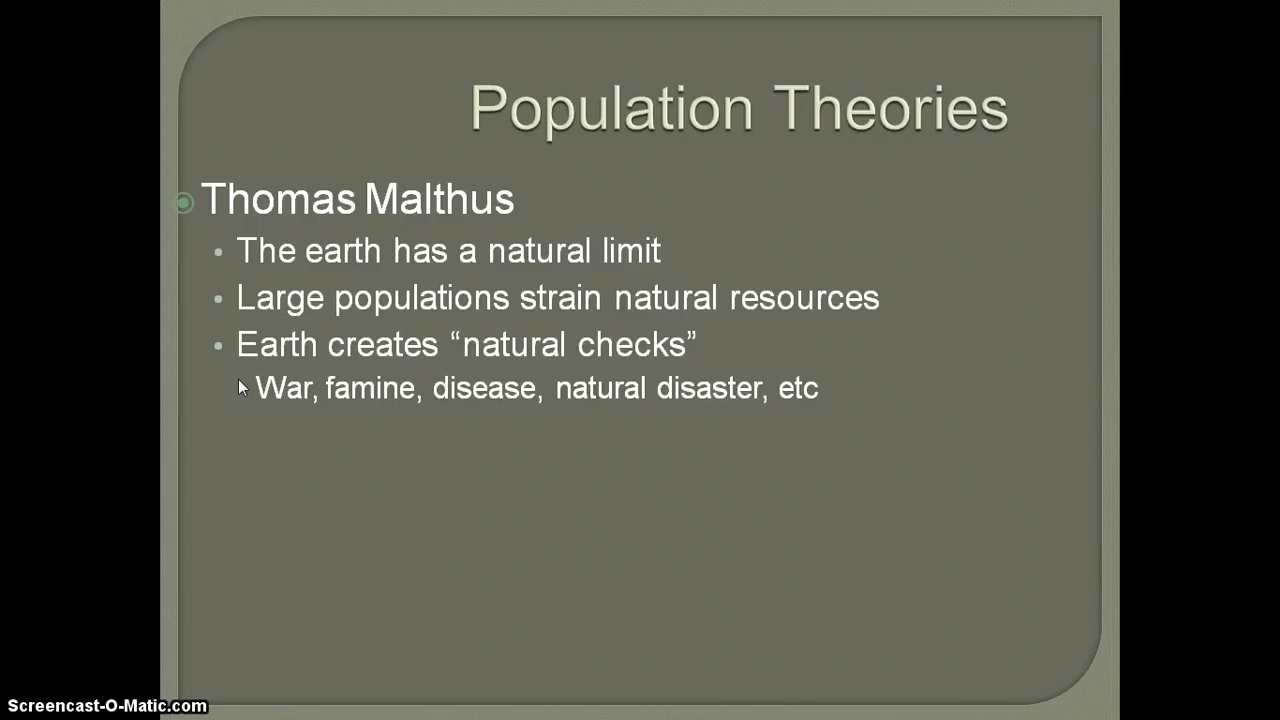 Population Theories
Thomas Malthus
The earth has a natural limit
Large populations strain natural resources
Earth creates “natural checks”
War, famine, disease, natural disaster, etc
Screencast-O-Matic.com